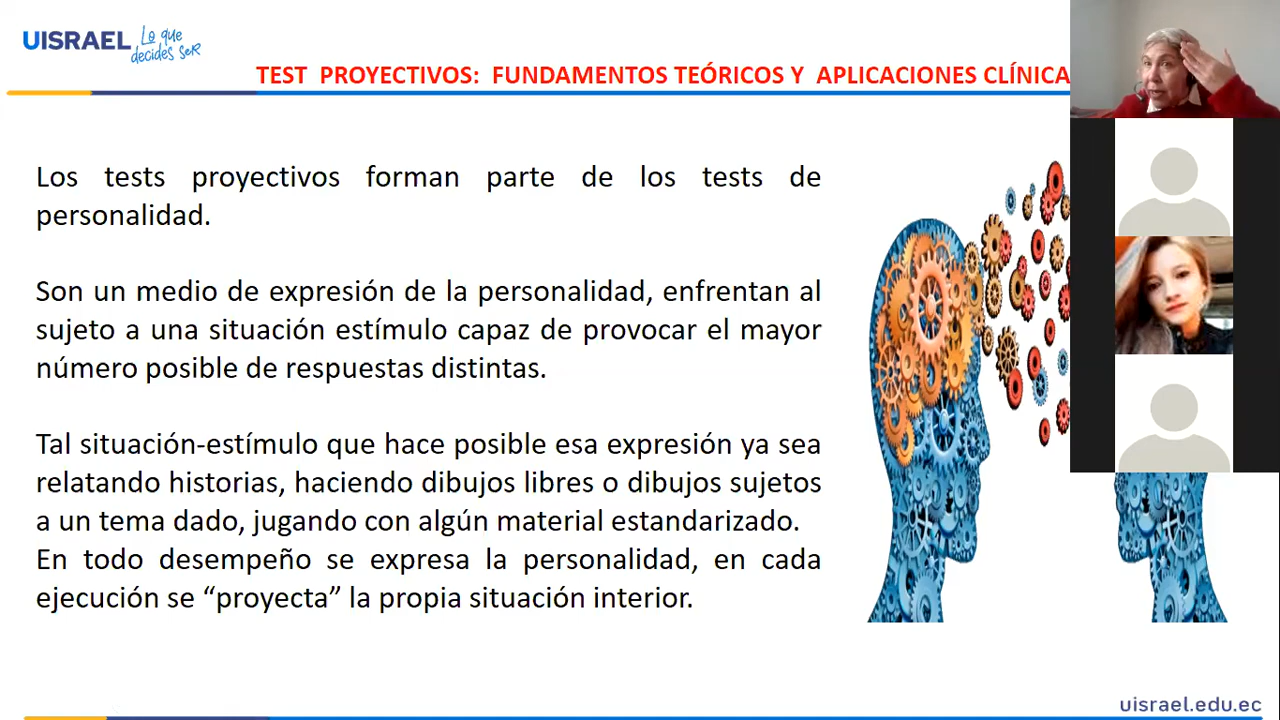 UISRAEL Lo que
decides seR
TEST PROYECTIVOS: FUNDAMENTOS TEÓRICOS Y APLICACIONES CLÍNICA
Los tests proyectivos forman parte de los tests de
personalidad.
Son un medio de expresión de la personalidad, enfrentan al
sujeto a una situación estímulo capaz de provocar el mayor
número posible de respuestas distintas.
Tal situación-estímulo que hace posible esa expresión ya sea
relatando historias, haciendo dibujos libres o dibujos sujetos
a un tema dado, jugando con algún material estandarizado.
En todo desempeño se expresa la personalidad, en cada
ejecución se “proyecta” la propia situación interior.
uisrael.edu.ec